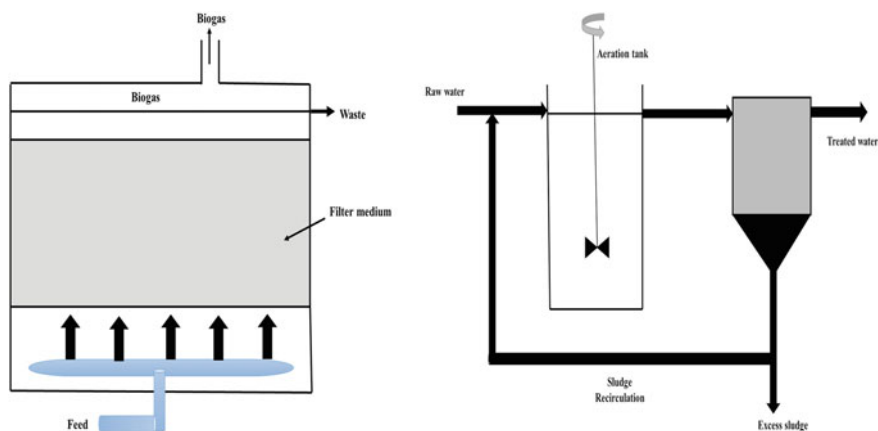 Biogas
Biogas
Waste
Filter medium
Feed
Aeration tank
Raw water
Treated water
Sludge
Recirculation
Excess sludge